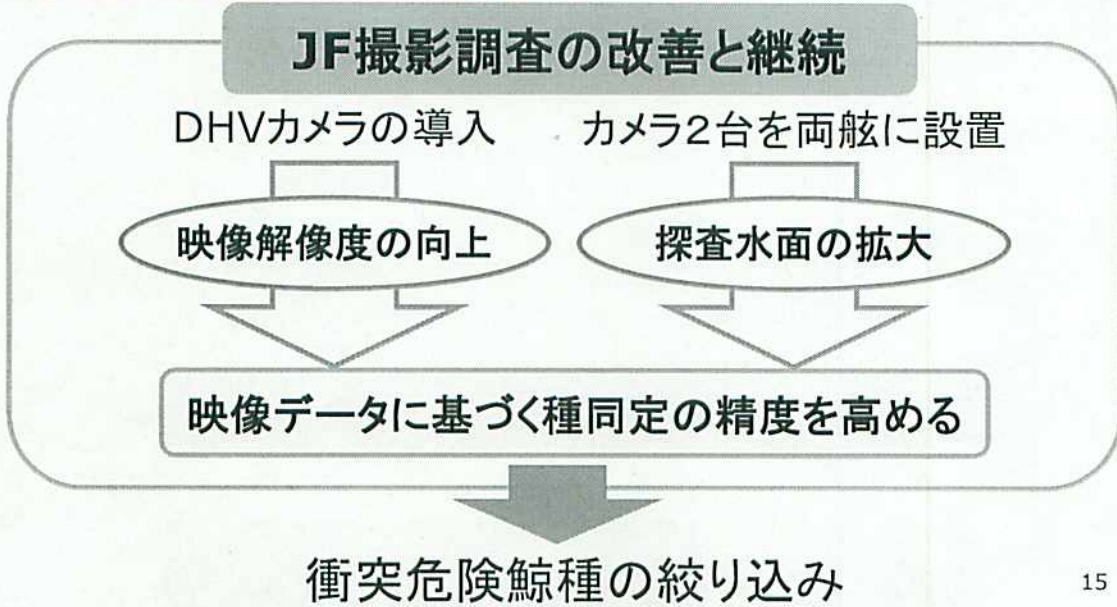 JF撮影調査の改善と継続
DHVカメラの導入
カメラ2台を両舷に設置
映像解像度の向上
探査水面の拡大
映像データに基づく種同定の精度を高める
衝突危険鯨種の絞り込み
15